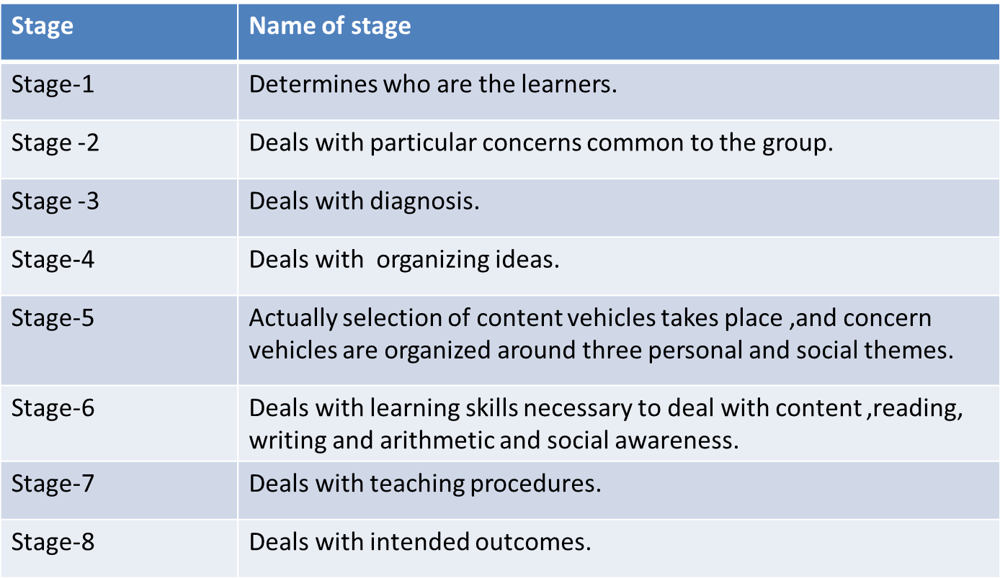 Stage Name of stage
Stage-1 Determines who are the learners.
Stage -2 Deals with particular concerns common to the group.
Stage -3 Deals with diagnosis.
Stage-4 Deals with  organizing ideas.
Stage-5 Actually selection of content vehicles takes place ,and concern
vehicles are organized around three personal and social themes.
Stage-6 Deals with learning skills necessary to deal with content ,reading,
writing and arithmetic and social awareness.
Stage-7 Deals with teaching procedures.
Stage-8 Deals with intended outcomes.